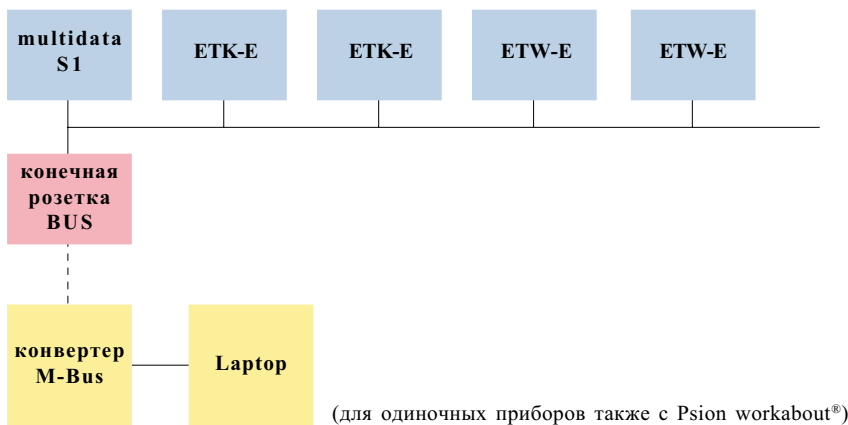 multidata
S1
ETK-E
ETK-E
ETW-E
ETW-E
конечная
розетка
BUS
конвертер
M-Bus
Laptop
(для одиночных приборов также с Psion workabout®)